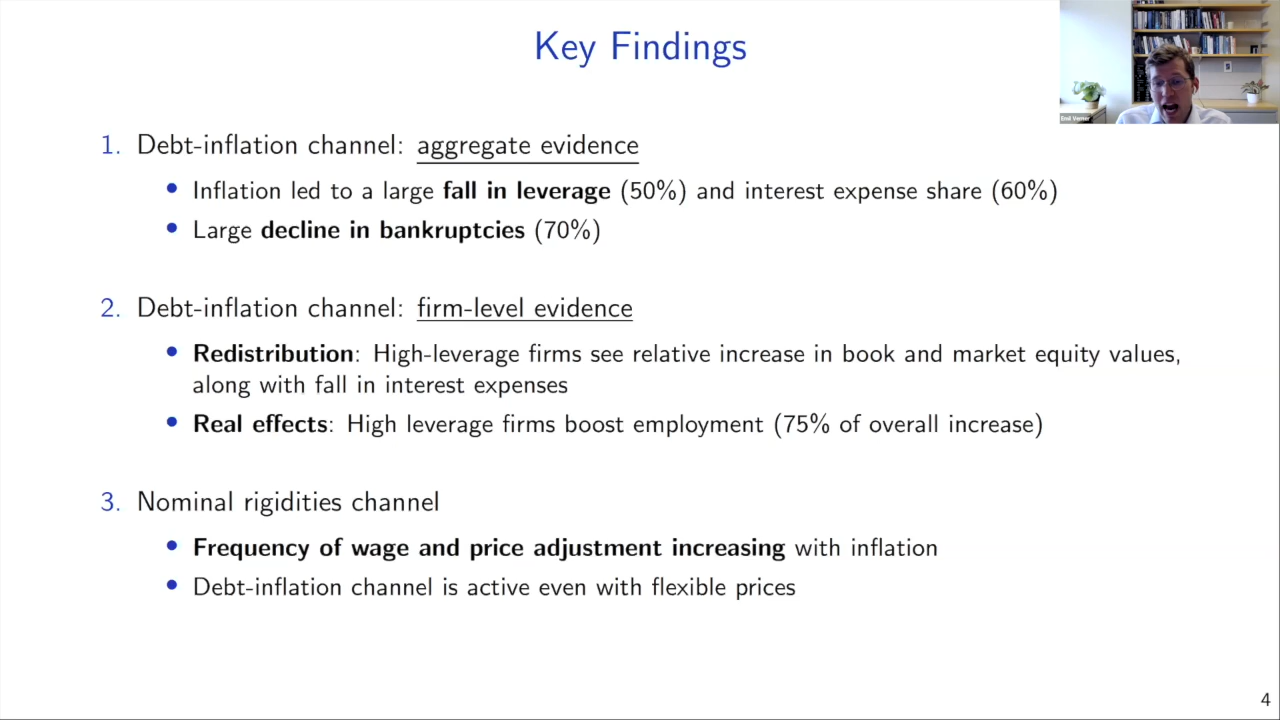 Key Findings
Emil Verner
1. Debt-inflation channel: aggregate evidence
• Inflation led to a large fall in leverage (50%) and interest expense share (60%)
• Large decline in bankruptcies (70%)
2. Debt-inflation channel: firm-level evidence
• Redistribution: High-leverage firms see relative increase in book and market equity values,
along with fall in interest expenses
• Real effects: High leverage firms boost employment (75% of overall increase)
3. Nominal rigidities channel
• Frequency of wage and price adjustment increasing with inflation
• Debt-inflation channel is active even with flexible prices
4